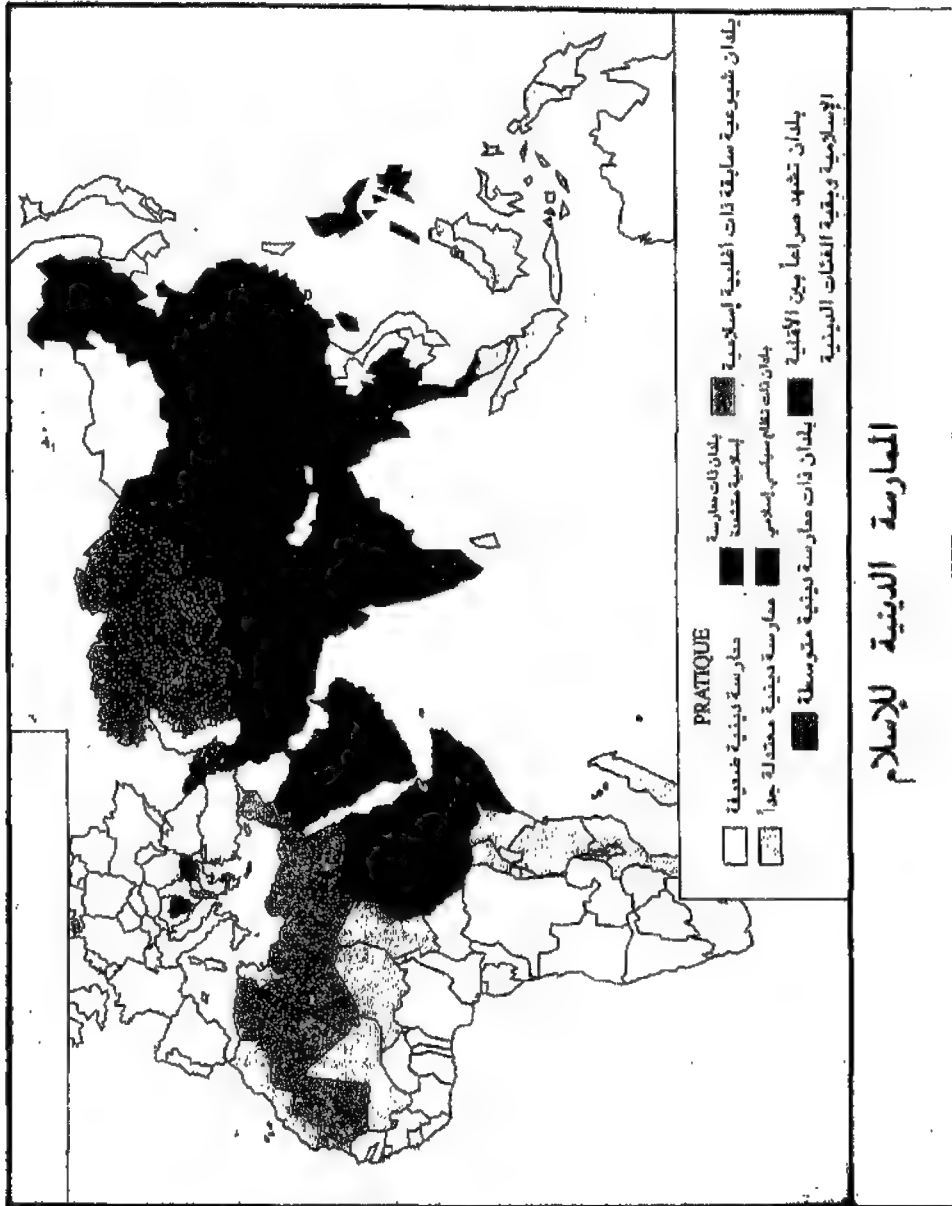 الممارسة الدينية للإسلام
PRATIQUE
ممارسة دينية ضعيفة
ممارسة دينية معتدلة جداً
بلدان ذات ممارسة دينية متوسطة
بلدان ذات ممارسة
إسلامية متشددة
بلدان ذات نظام سياسي إسلامي
بلدان شيوعية سابقة ذات أغلبية إسلامية
بلدان تشهد صراعاً بين الأقلية
الإسلامية وبقية الفئات الدينية